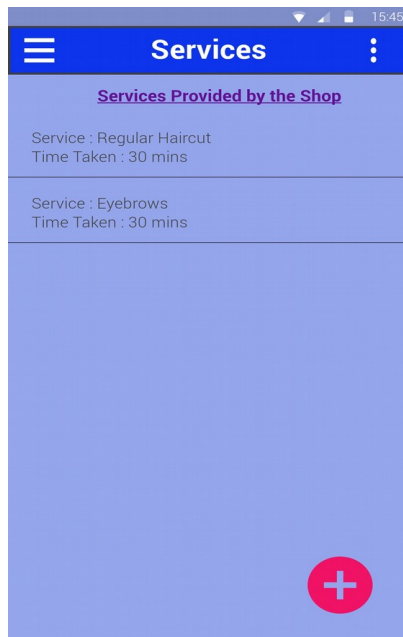 15:45
Services
Services Provided by the Shop
Service : Regular Haircut
Time Taken : 30 mins
Service : Eyebrows
Time Taken : 30 mins